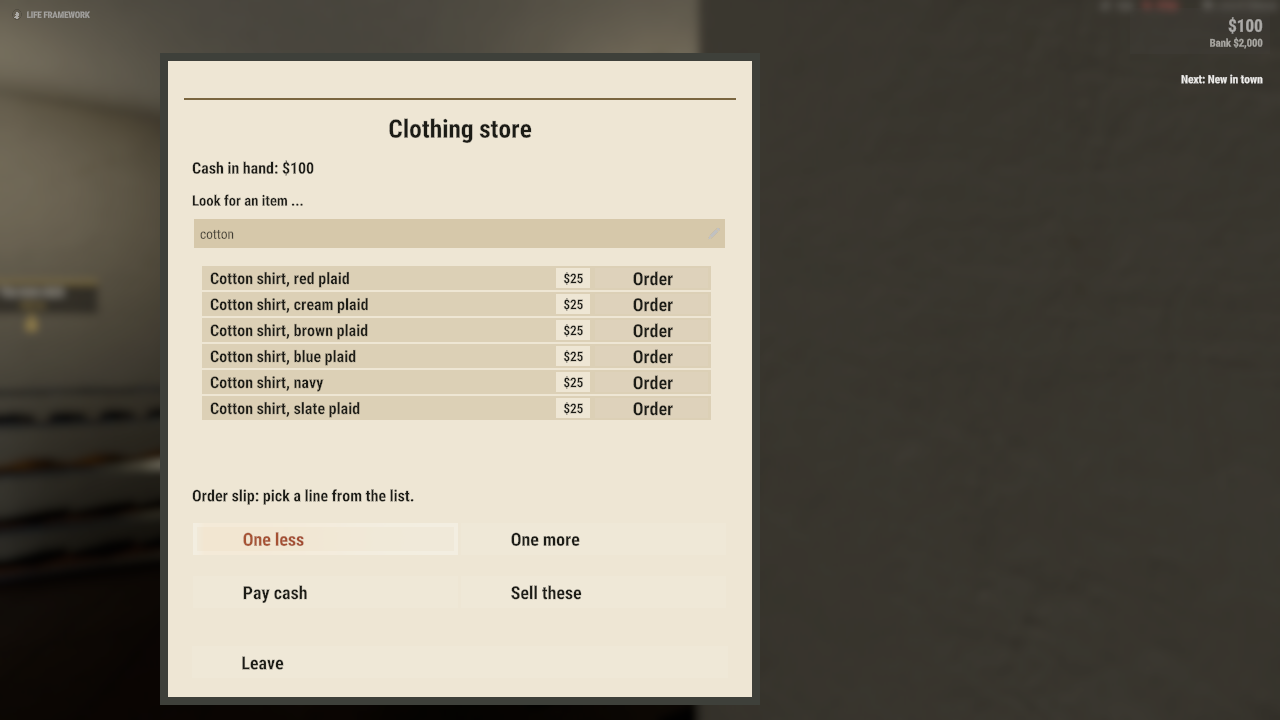 LIFE FRAMEWORK
$100
Bank $2,000
Next: New in town
Clothing store
Cash in hand: $100
Look for an item ...
cotton
Cotton shirt, red plaid $25 Order
Cotton shirt, cream plaid $25 Order
Cotton shirt, brown plaid $25 Order
Cotton shirt, blue plaid $25 Order
Cotton shirt, navy $25 Order
Cotton shirt, slate plaid $25 Order
Order slip: pick a line from the list.
One less One more
Pay cash Sell these
Leave